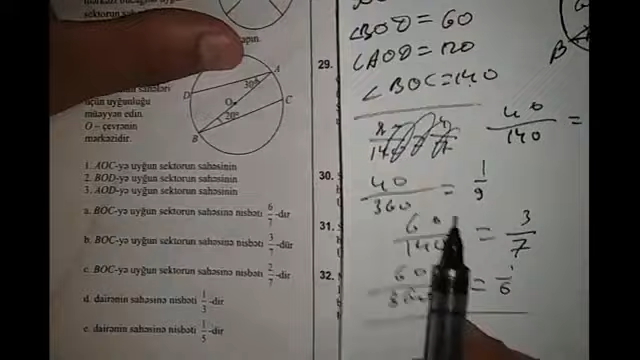 sektorun
apın.
29.
A
30°
D
O
C
20°
B
üçün uyğunluğu
müəyyən edin
O – çevrənin
mərkəzidir.
1. AOC-yə uyğun sektorun sahəsinin
2. BOD-yə uyğun sektorun sahəsinin
3. AOD-yə uyğun sektorun sahəsinin
a. BOC-yə uyğun sektorun sahəsinə nisbəti 6/7-dır
b. BOC-yə uyğun sektorun sahəsinə nisbəti 3/7-dür
c. BOC-yə uyğun sektorun sahəsinə nisbəti 2/7-dir
d. dairənin sahəsinə nisbəti 1/3-dir
e. dairənin sahəsinə nisbəti 1/5-dir
30.
31.
32.
∠BOD = 60
∠AOD = 120
∠BOC = 140
40/140 =
40/360 = 1/9
60/140 = 3/7
= 1/6
B